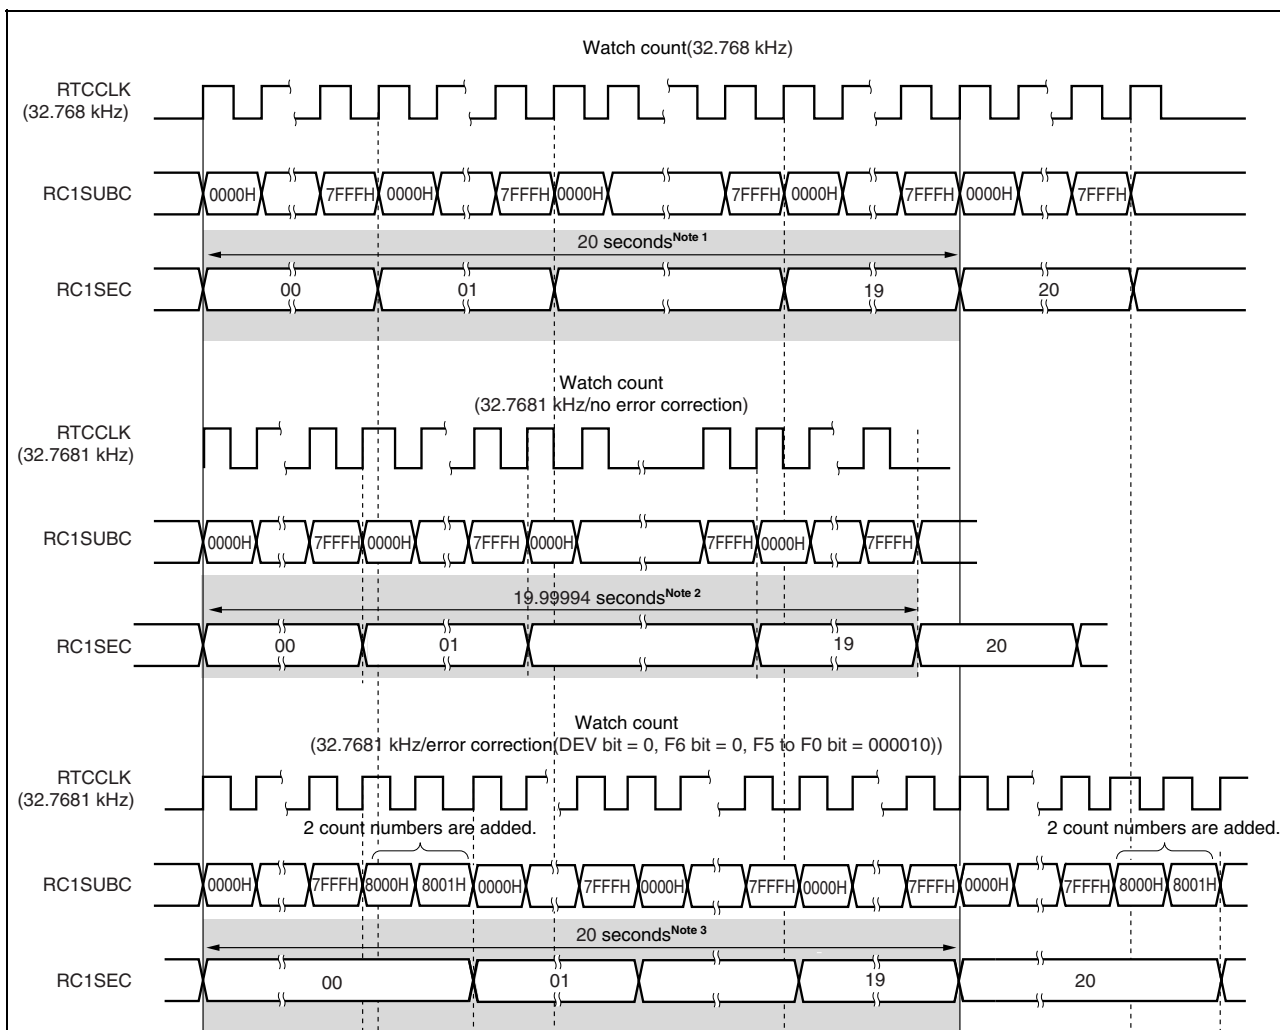 Watch count(32.768 kHz)
RTCCLK
(32.768 kHz)
RC1SUBC
0000H 7FFFH 0000H 7FFFH 0000H 7FFFH 0000H 7FFFH 0000H 7FFFH
20 seconds Note 1
RC1SEC
00 01 19 20
Watch count
(32.7681 kHz/no error correction)
RTCCLK
(32.7681 kHz)
RC1SUBC
0000H 7FFFH 0000H 7FFFH 0000H 7FFFH 0000H 7FFFH
19.99994 seconds Note 2
RC1SEC
00 01 19 20
Watch count
(32.7681 kHz/error correction(DEV bit = 0, F6 bit = 0, F5 to F0 bit = 000010))
RTCCLK
(32.7681 kHz)
2 count numbers are added. 2 count numbers are added.
RC1SUBC
0000H 7FFFH 8000H 8001H 0000H 7FFFH 0000H 7FFFH 0000H 7FFFH 0000H 7FFFH 8000H 8001H
20 seconds Note 3
RC1SEC
00 01 19 20